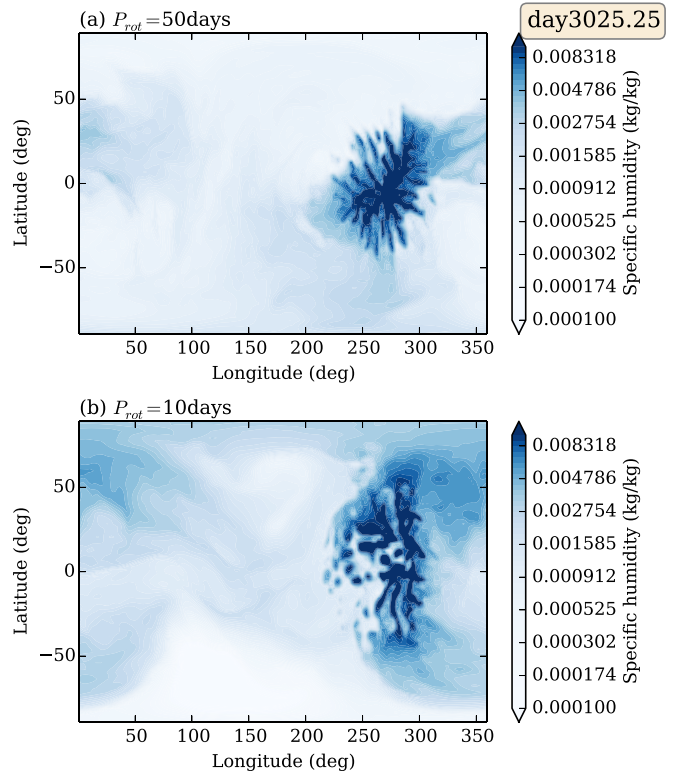 day3025.25
(a) P_rot=50days
0.008318
0.004786
0.002754
0.001585
0.000912
0.000525
0.000302
0.000174
0.000100
Specific humidity (kg/kg)
50
0
−50
Latitude (deg)
50 100 150 200 250 300 350
Longitude (deg)
(b) P_rot=10days
0.008318
0.004786
0.002754
0.001585
0.000912
0.000525
0.000302
0.000174
0.000100
Specific humidity (kg/kg)
50
0
−50
Latitude (deg)
50 100 150 200 250 300 350
Longitude (deg)